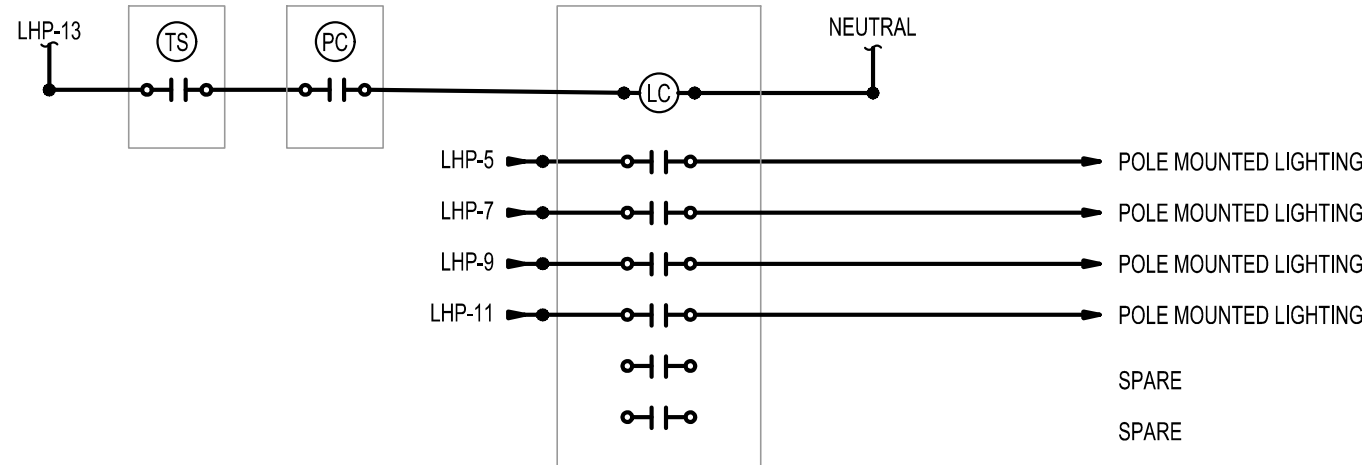 LHP-13
TS
PC
LC
NEUTRAL
LHP-5
POLE MOUNTED LIGHTING
LHP-7
POLE MOUNTED LIGHTING
LHP-9
POLE MOUNTED LIGHTING
LHP-11
POLE MOUNTED LIGHTING
SPARE
SPARE